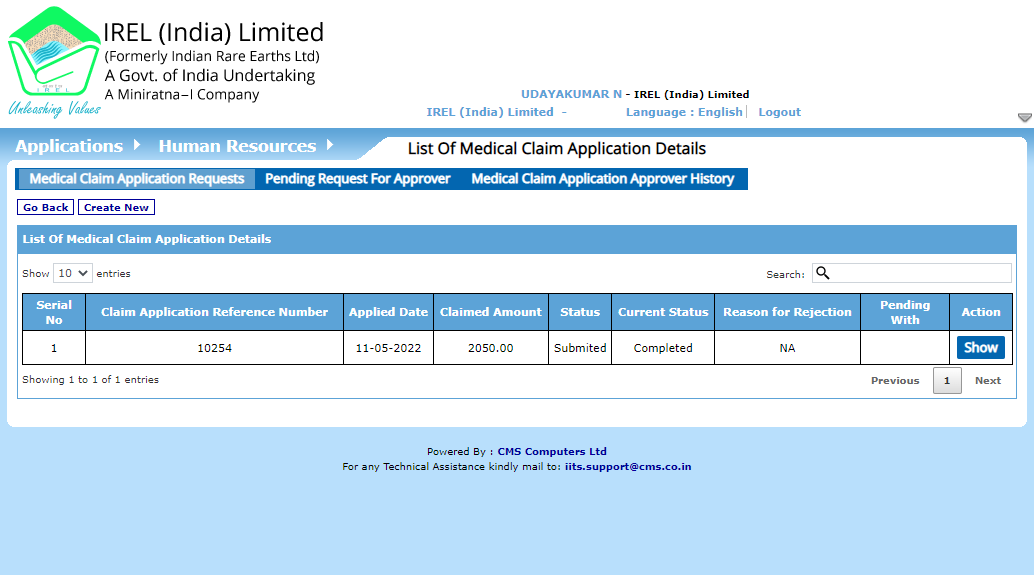 IREL (India) Limited
(Formerly Indian Rare Earths Ltd)
A Govt. of India Undertaking
A Miniratna–I Company
I R E L
Unleashing Values
UDAYAKUMAR N - IREL (India) Limited
IREL (India) Limited - Language : English Logout
Applications Human Resources List Of Medical Claim Application Details
Medical Claim Application Requests Pending Request For Approver Medical Claim Application Approver History
Go Back Create New
List Of Medical Claim Application Details
Show 10 entries Search:
Serial No Claim Application Reference Number Applied Date Claimed Amount Status Current Status Reason for Rejection Pending With Action
1 10254 11-05-2022 2050.00 Submited Completed NA Show
Showing 1 to 1 of 1 entries Previous 1 Next
Powered By : CMS Computers Ltd
For any Technical Assistance kindly mail to: iits.support@cms.co.in